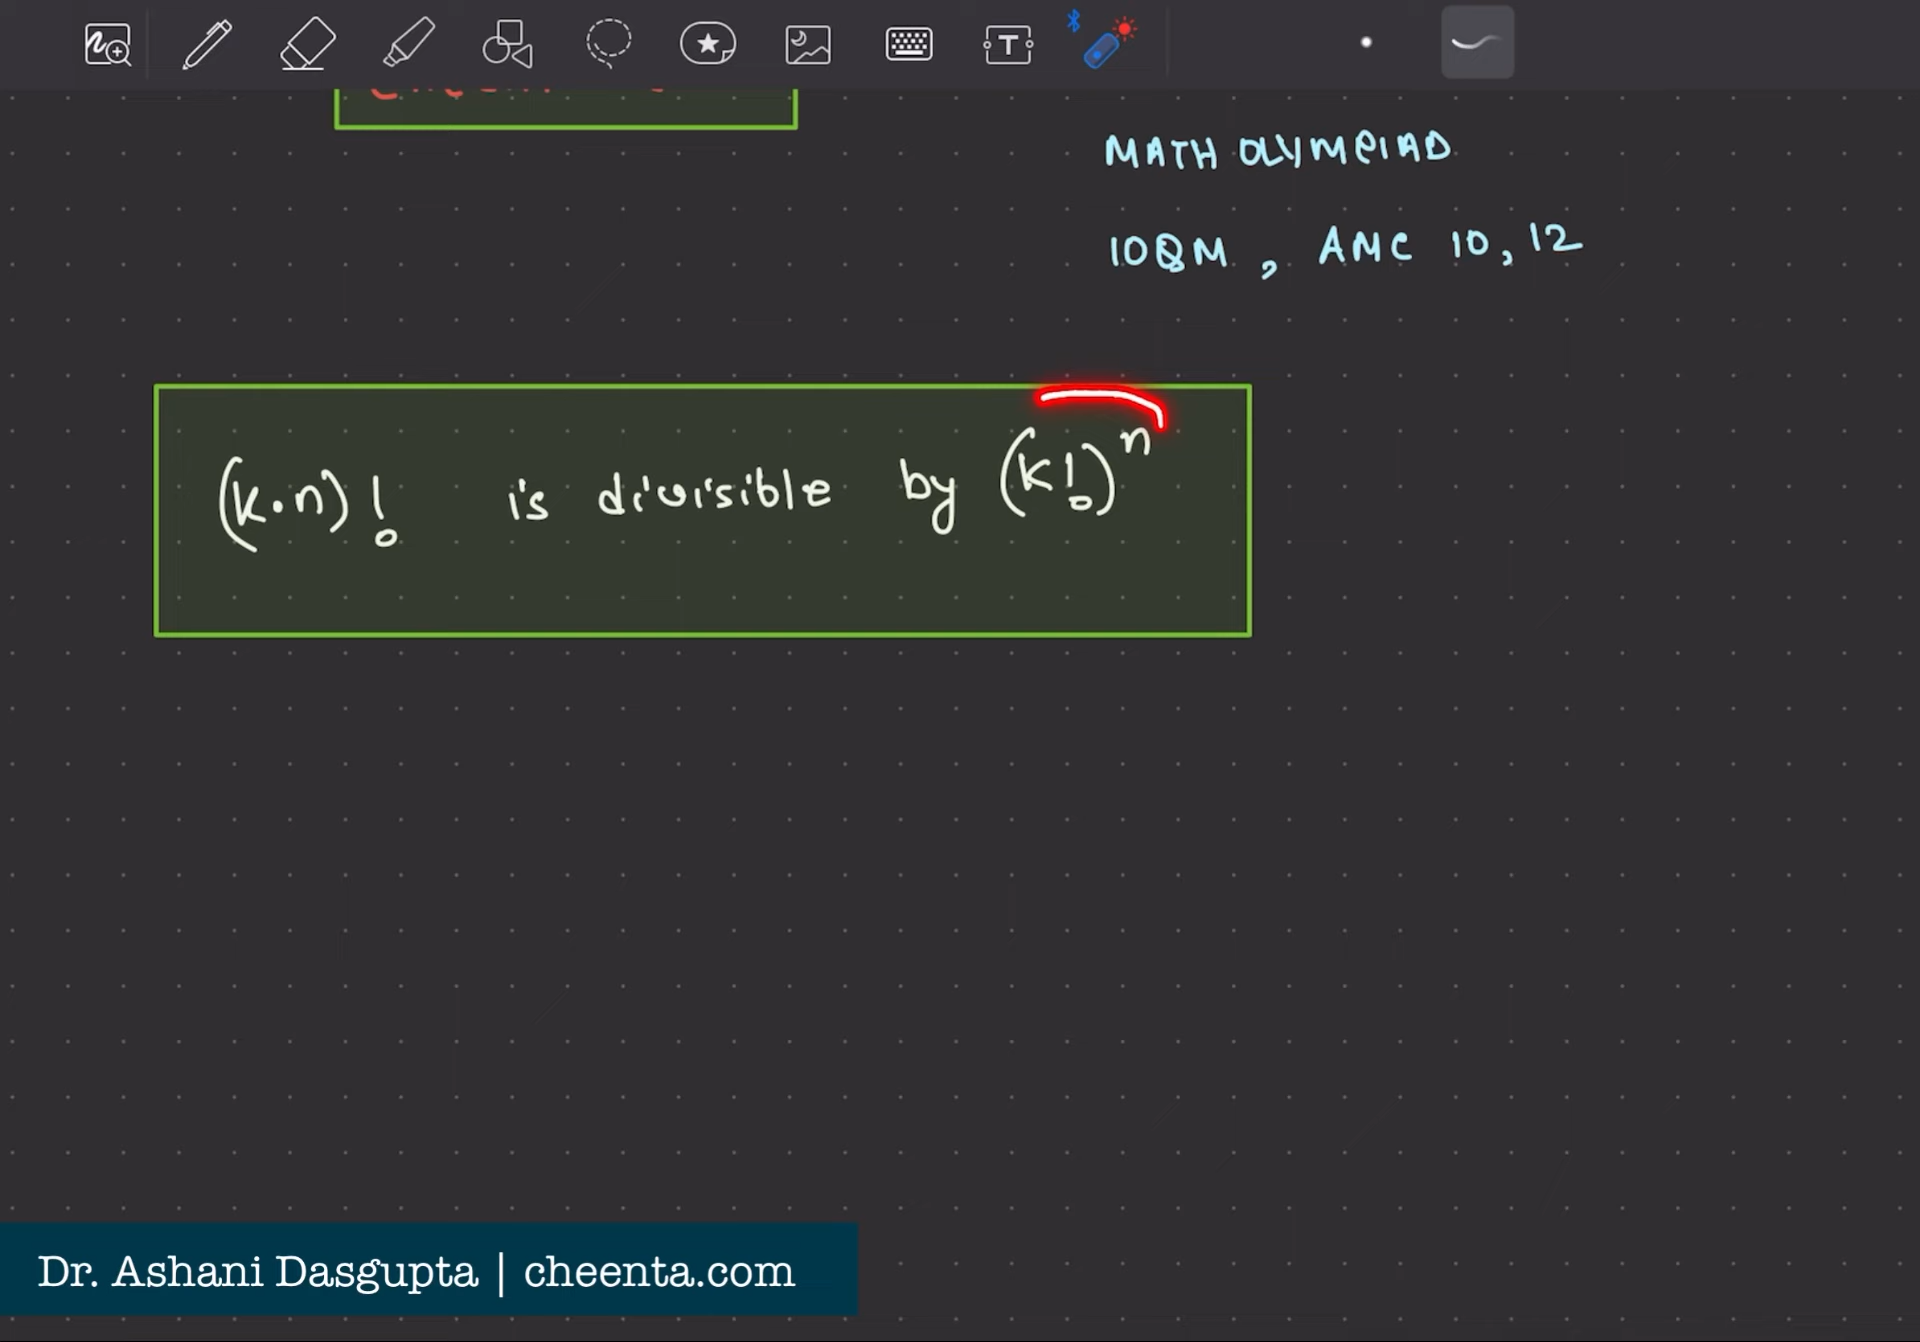 MATH OLYMPIAD
IOQM, AMC 10, 12
(k·n)! is divisible by (k!)^n
Dr. Ashani Dasgupta | cheenta.com